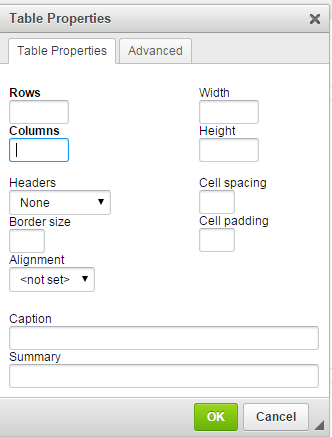 Table Properties
Table Properties Advanced
Rows Width
Columns Height
Headers Cell spacing
None
Border size Cell padding
Alignment
<not set>
Caption
Summary
OK Cancel